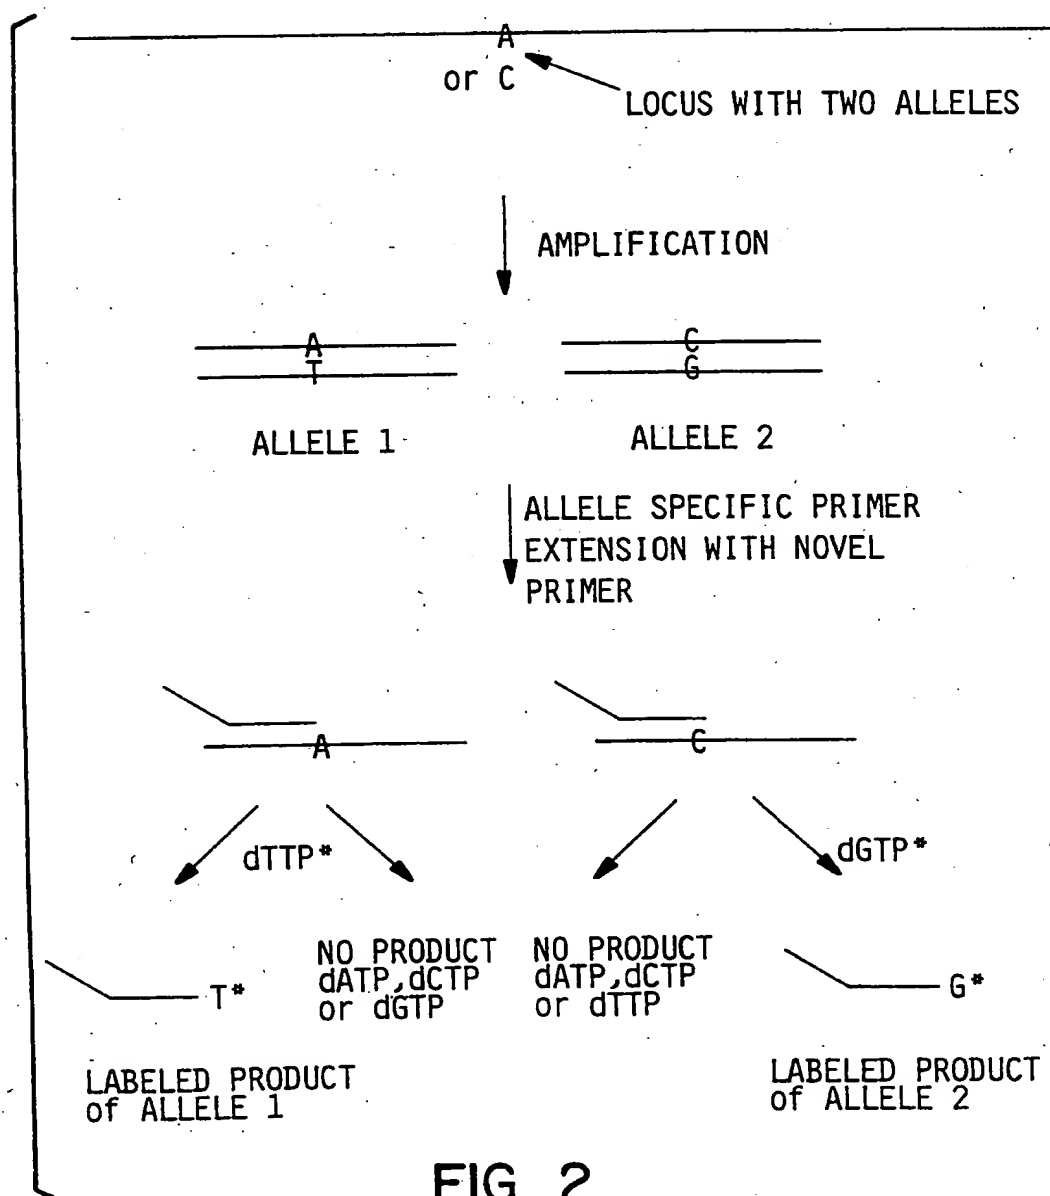 A
or C
LOCUS WITH TWO ALLELES
AMPLIFICATION
A
T
C
G
ALLELE 1
ALLELE 2
ALLELE SPECIFIC PRIMER
EXTENSION WITH NOVEL
PRIMER
A
C
dTTP*
dGTP*
NO PRODUCT
dATP,dCTP
or dGTP
NO PRODUCT
dATP,dCTP
or dTTP
T*
G*
LABELED PRODUCT
of ALLELE 1
LABELED PRODUCT
of ALLELE 2
FIG. 2